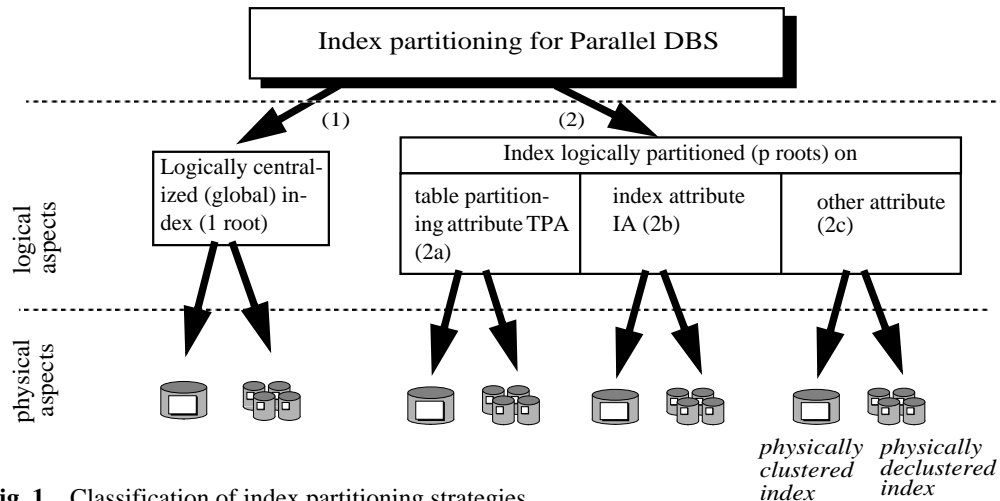 Index partitioning for Parallel DBS
(1)
(2)
Logically central-
ized (global) in-
dex (1 root)
Index logically partitioned (p roots) on
table partition-
ing attribute TPA
(2a)
index attribute
IA (2b)
other attribute
(2c)
logical
aspects
physical
aspects
physically
clustered
index
physically
declustered
index
Fig. 1. Classification of index partitioning strategies